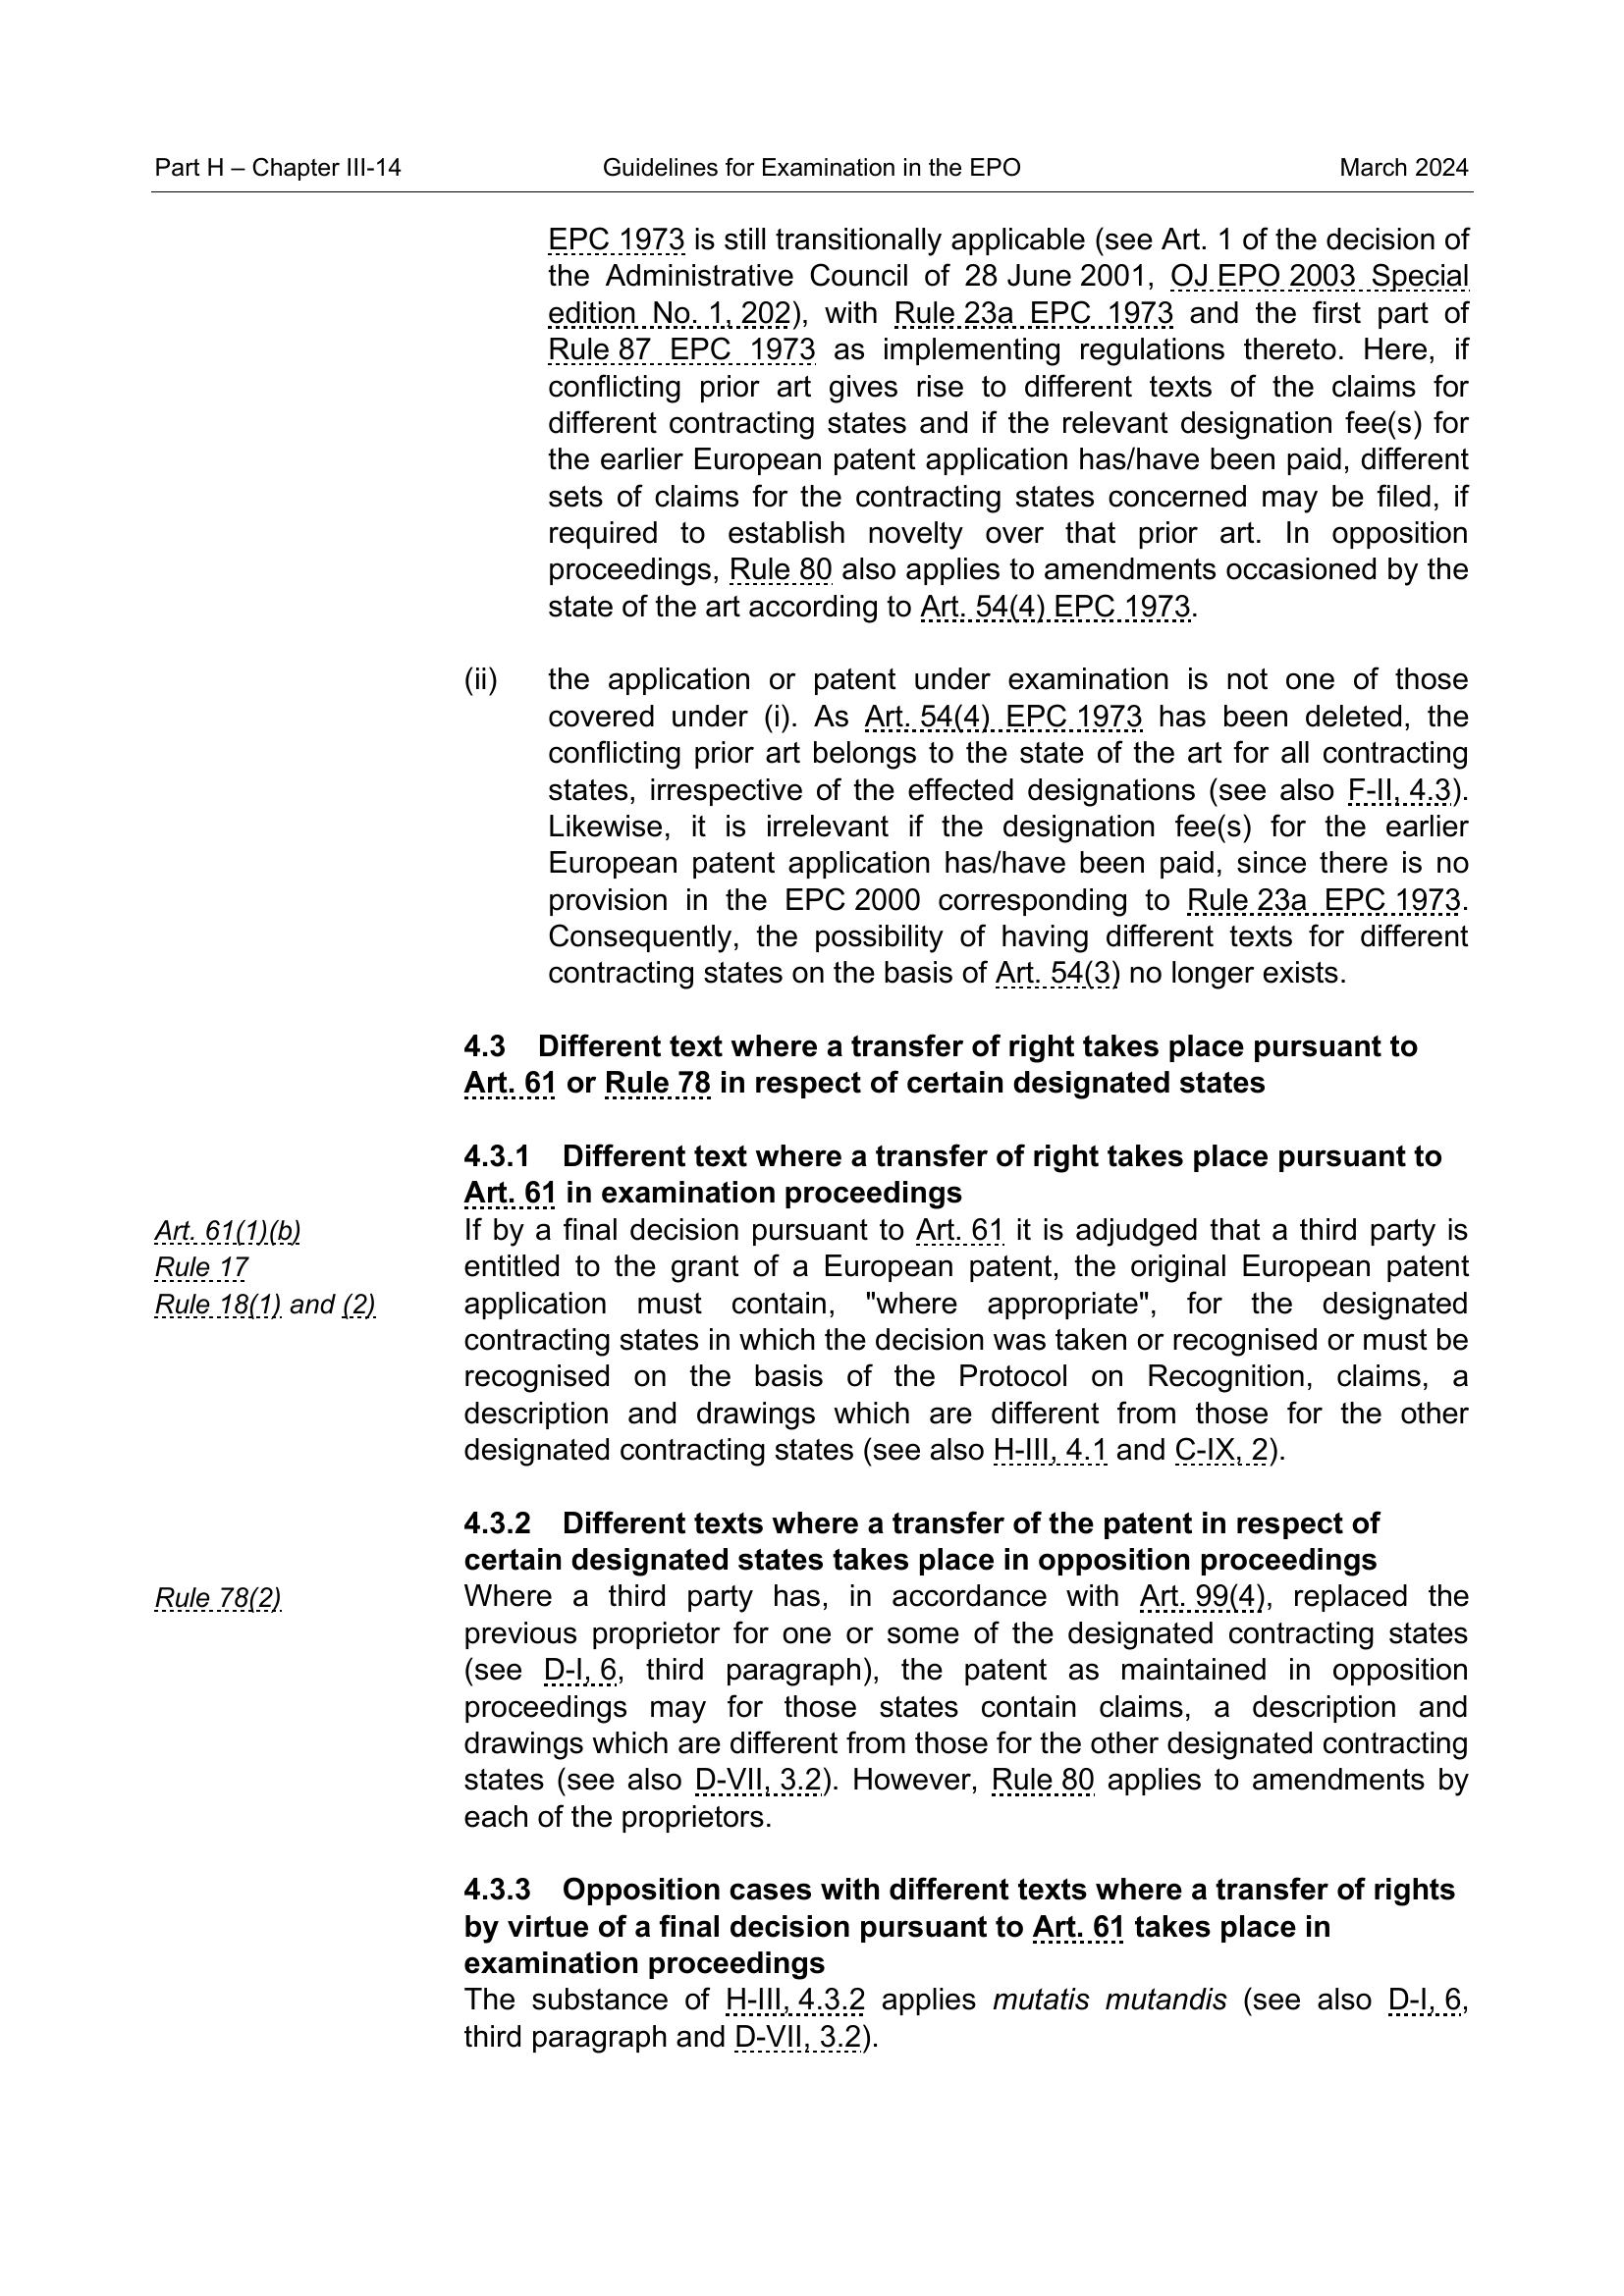 Part H – Chapter III-14 Guidelines for Examination in the EPO March 2024
EPC 1973 is still transitionally applicable (see Art. 1 of the decision of
the Administrative Council of 28 June 2001, OJ EPO 2003 Special
edition No. 1, 202), with Rule 23a EPC 1973 and the first part of
Rule 87 EPC 1973 as implementing regulations thereto. Here, if
conflicting prior art gives rise to different texts of the claims for
different contracting states and if the relevant designation fee(s) for
the earlier European patent application has/have been paid, different
sets of claims for the contracting states concerned may be filed, if
required to establish novelty over that prior art. In opposition
proceedings, Rule 80 also applies to amendments occasioned by the
state of the art according to Art. 54(4) EPC 1973.
(ii) the application or patent under examination is not one of those
covered under (i). As Art. 54(4) EPC 1973 has been deleted, the
conflicting prior art belongs to the state of the art for all contracting
states, irrespective of the effected designations (see also F-II, 4.3).
Likewise, it is irrelevant if the designation fee(s) for the earlier
European patent application has/have been paid, since there is no
provision in the EPC 2000 corresponding to Rule 23a EPC 1973.
Consequently, the possibility of having different texts for different
contracting states on the basis of Art. 54(3) no longer exists.
4.3 Different text where a transfer of right takes place pursuant to
Art. 61 or Rule 78 in respect of certain designated states
4.3.1 Different text where a transfer of right takes place pursuant to
Art. 61 in examination proceedings
Art. 61(1)(b)
Rule 17
Rule 18(1) and (2)
If by a final decision pursuant to Art. 61 it is adjudged that a third party is
entitled to the grant of a European patent, the original European patent
application must contain, "where appropriate", for the designated
contracting states in which the decision was taken or recognised or must be
recognised on the basis of the Protocol on Recognition, claims, a
description and drawings which are different from those for the other
designated contracting states (see also H-III, 4.1 and C-IX, 2).
4.3.2 Different texts where a transfer of the patent in respect of
certain designated states takes place in opposition proceedings
Rule 78(2)
Where a third party has, in accordance with Art. 99(4), replaced the
previous proprietor for one or some of the designated contracting states
(see D-I, 6, third paragraph), the patent as maintained in opposition
proceedings may for those states contain claims, a description and
drawings which are different from those for the other designated contracting
states (see also D-VII, 3.2). However, Rule 80 applies to amendments by
each of the proprietors.
4.3.3 Opposition cases with different texts where a transfer of rights
by virtue of a final decision pursuant to Art. 61 takes place in
examination proceedings
The substance of H-III, 4.3.2 applies mutatis mutandis (see also D-I, 6,
third paragraph and D-VII, 3.2).